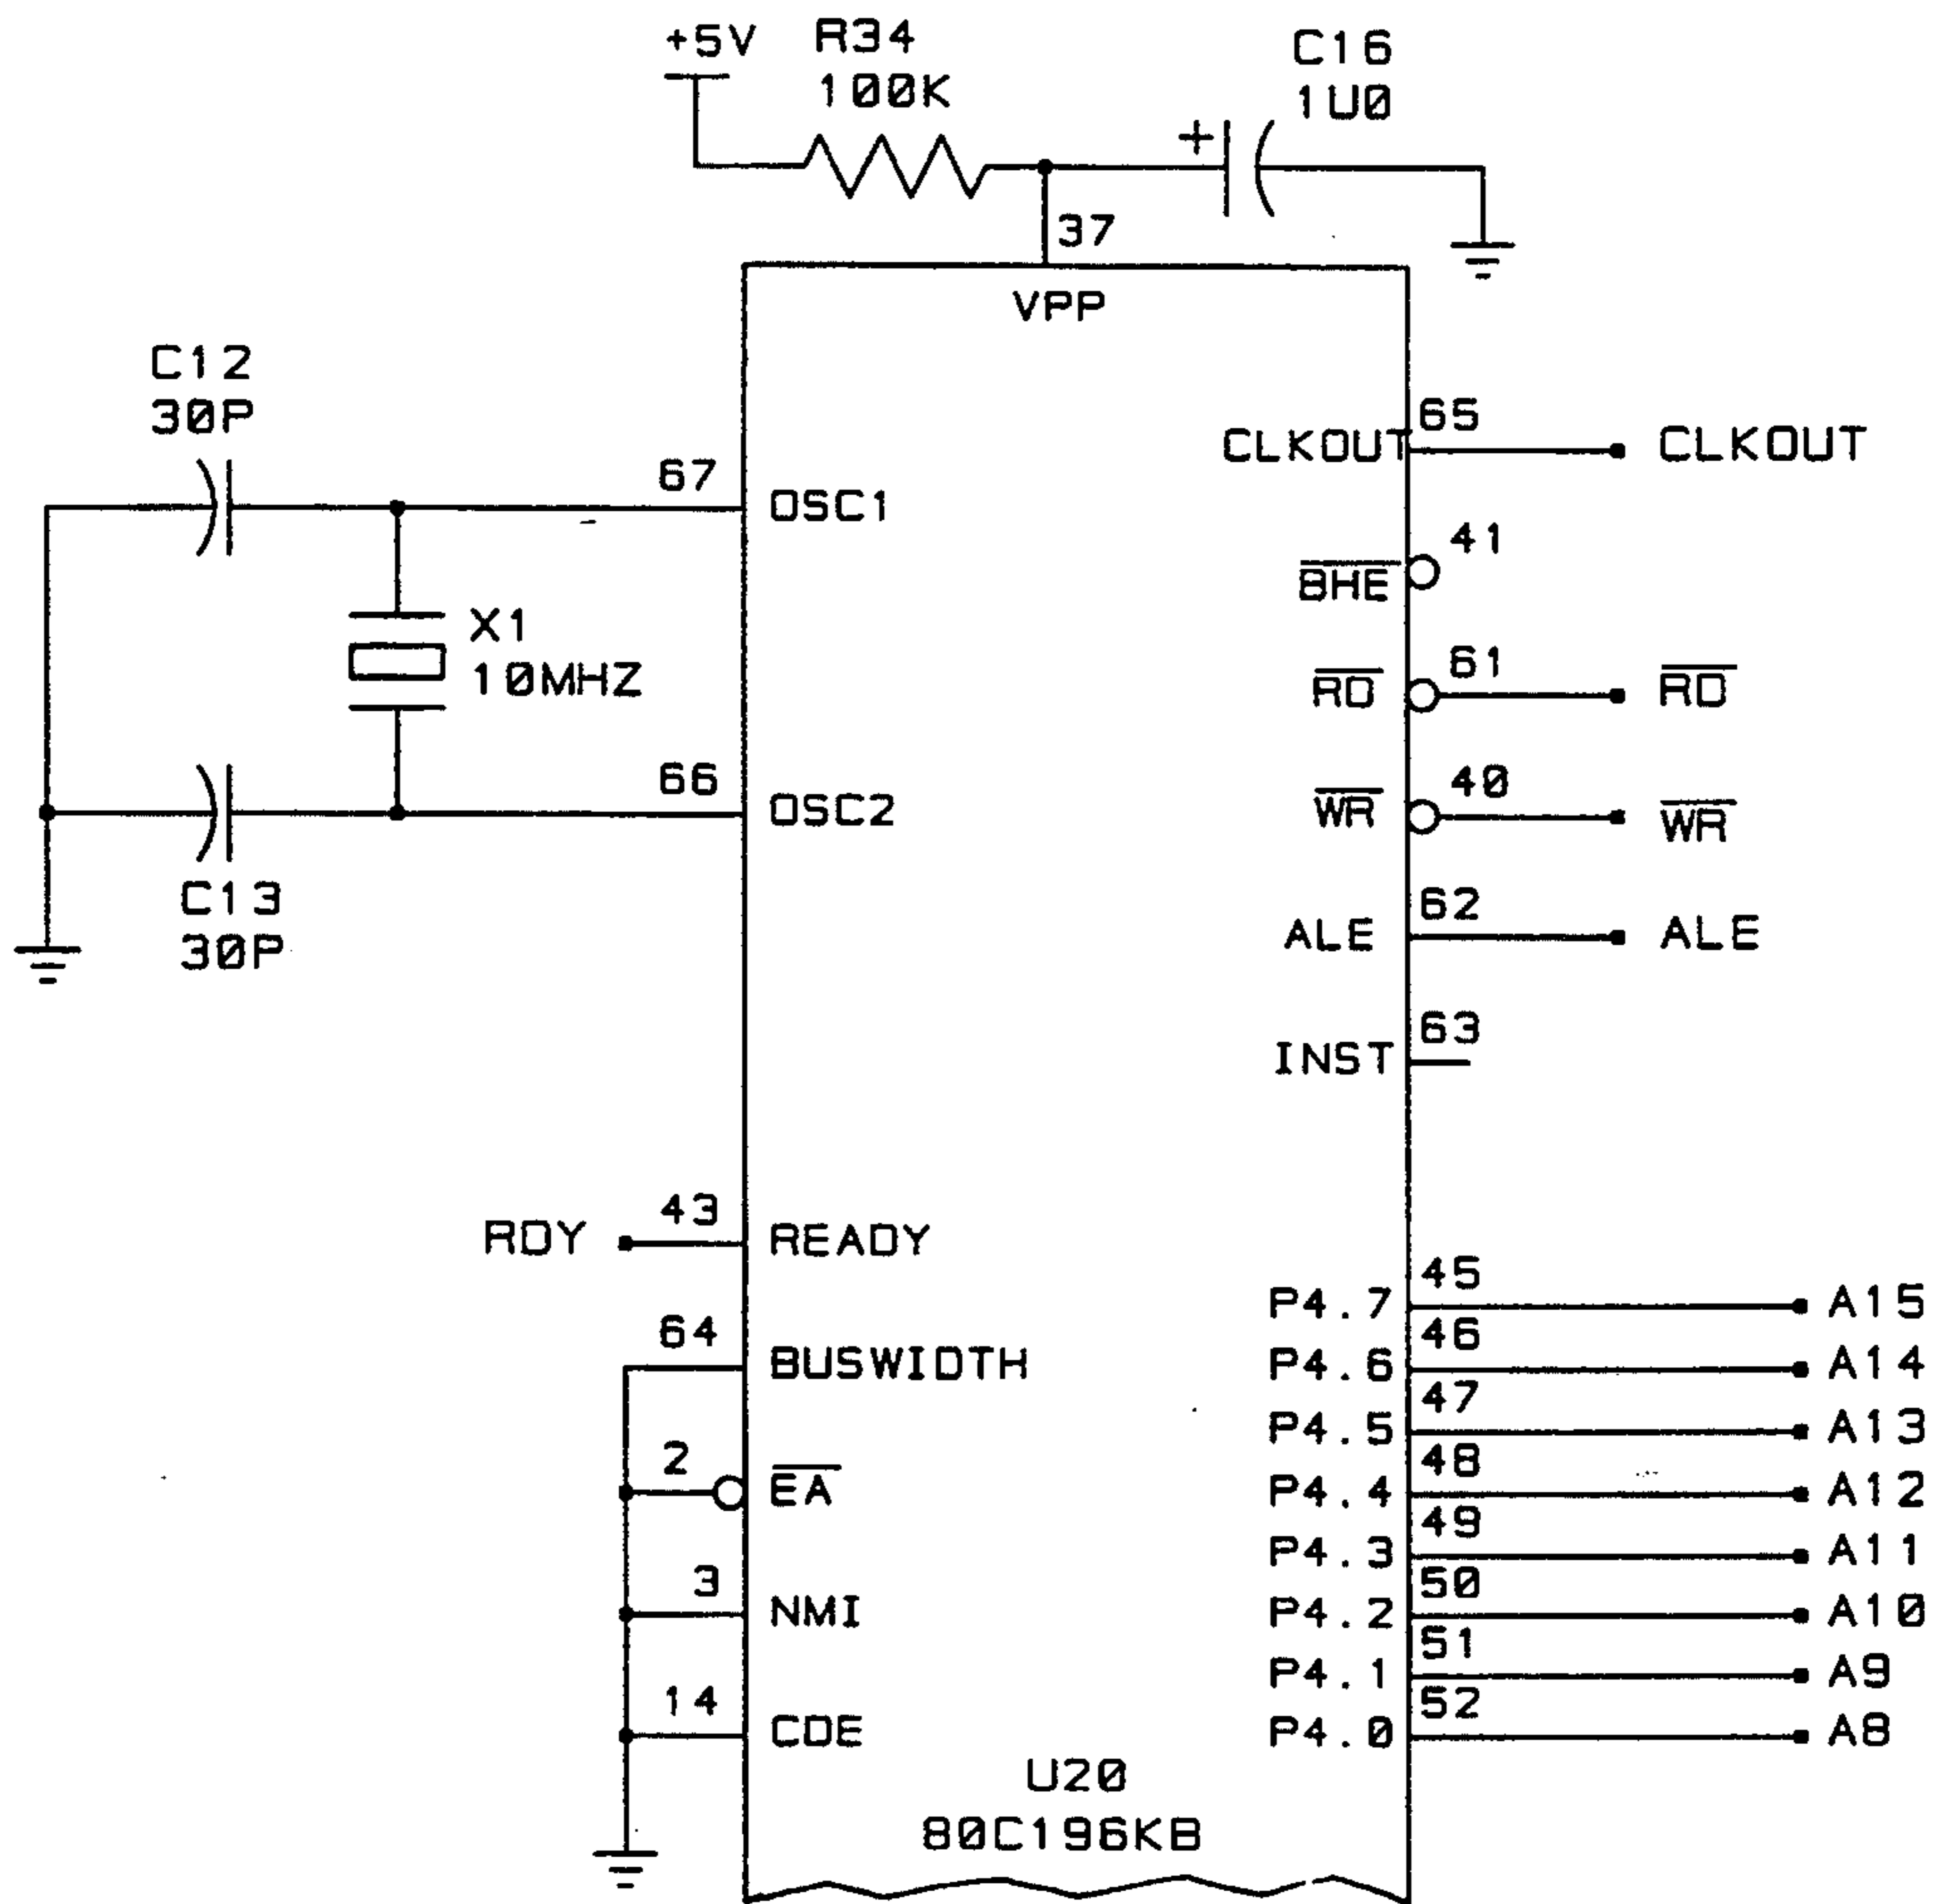 +5V
R34
100K
C16
1U0
+
37
VPP
C12
30P
67
OSC1
65
CLKOUT
CLKOUT
41
BHE
X1
10MHZ
61
RD
RD
66
OSC2
40
WR
WR
C13
30P
62
ALE
ALE
63
INST
RDY
43
READY
64
BUSWIDTH
2
EA
3
NMI
14
CDE
P4.7
45
A15
P4.6
46
A14
P4.5
47
A13
P4.4
48
A12
P4.3
49
A11
P4.2
50
A10
P4.1
51
A9
P4.0
52
A8
U20
80C196KB